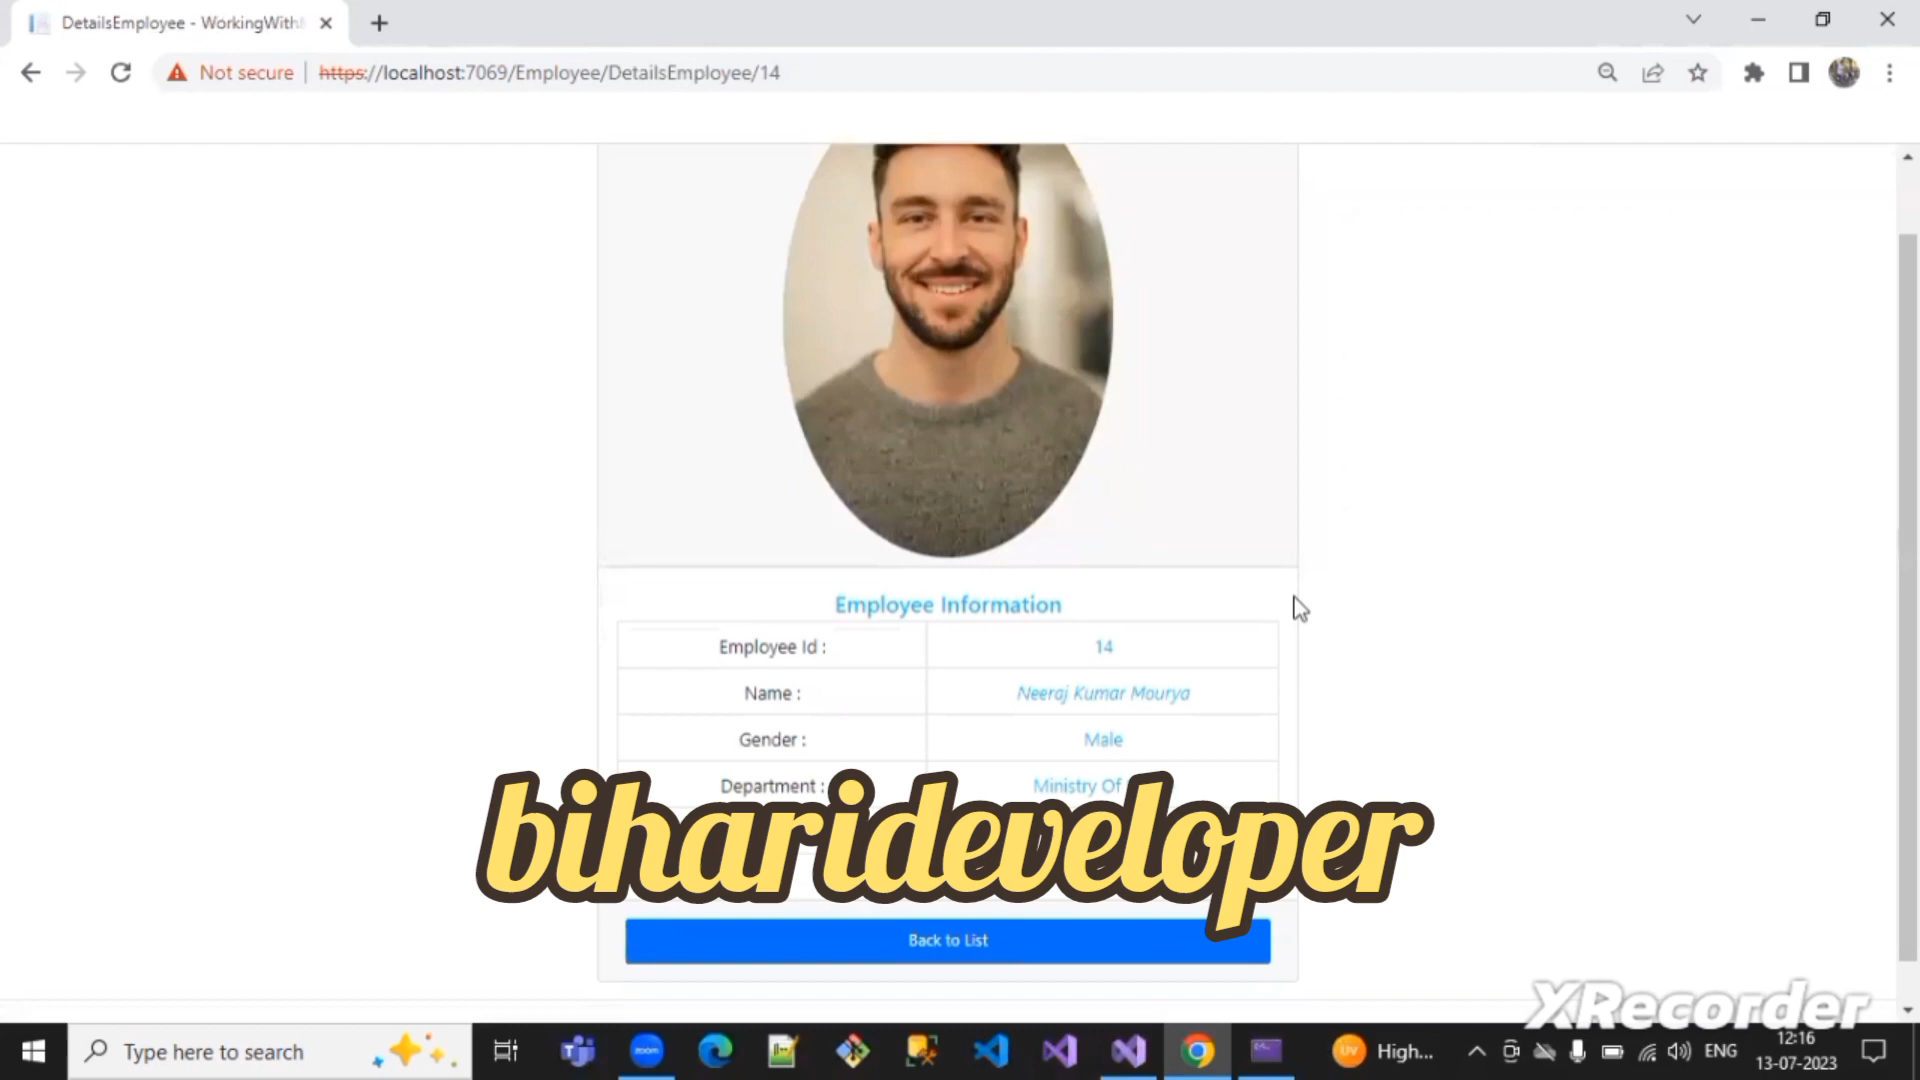 DetailsEmployee - WorkingWith
Not secure | https://localhost:7069/Employee/DetailsEmployee/14
Employee Information
Employee Id : 14
Name : Neeraj Kumar Mourya
Gender : Male
Department : Ministry Of
biharideveloper
Back to List
XRecorder
Type here to search
zoom
UV High... ENG
12:16
13-07-2023